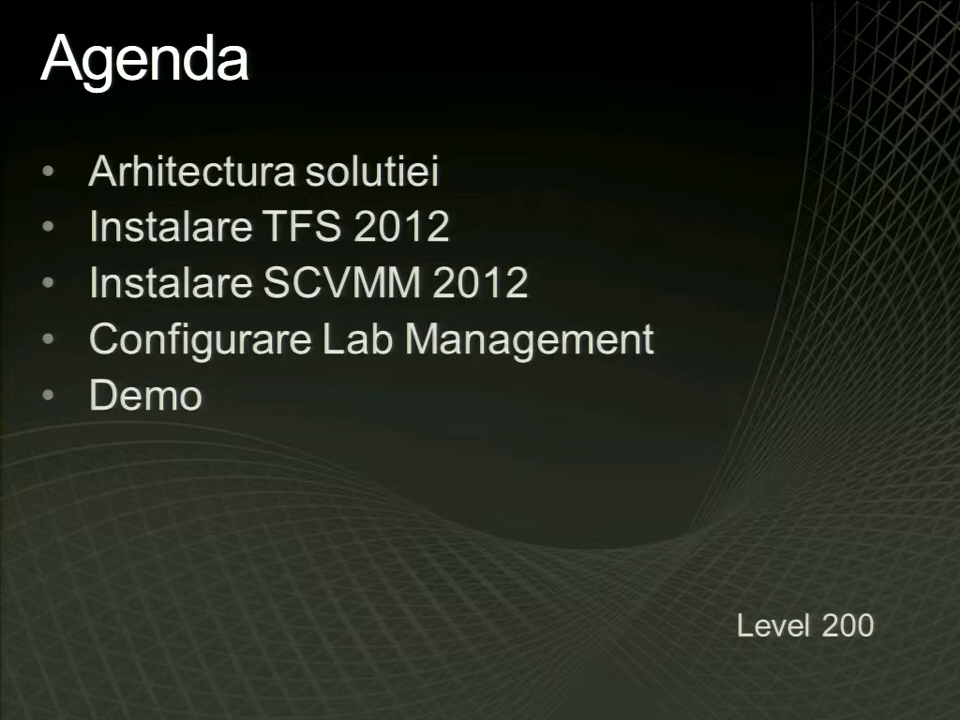 Agenda
• Arhitectura solutiei
• Instalare TFS 2012
• Instalare SCVMM 2012
• Configurare Lab Management
• Demo
Level 200